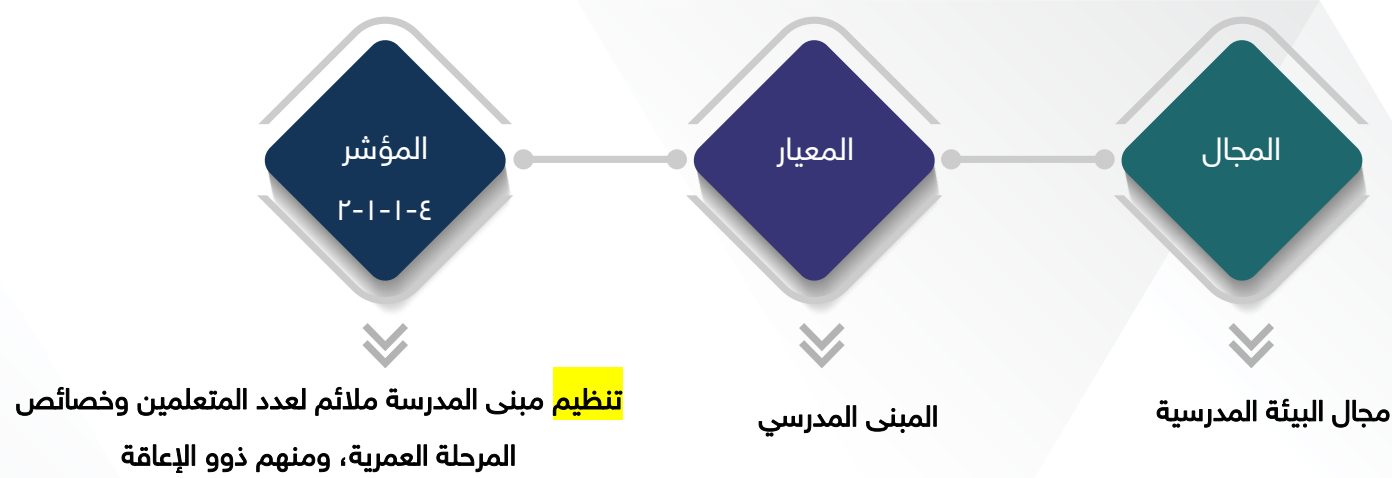 المجال
المعيار
المؤشر
٤-١-١-٢
مجال البيئة المدرسية
المبنى المدرسي
تنظيم مبنى المدرسة ملائم لعدد المتعلمين وخصائص
المرحلة العمرية، ومنهم ذوو الإعاقة